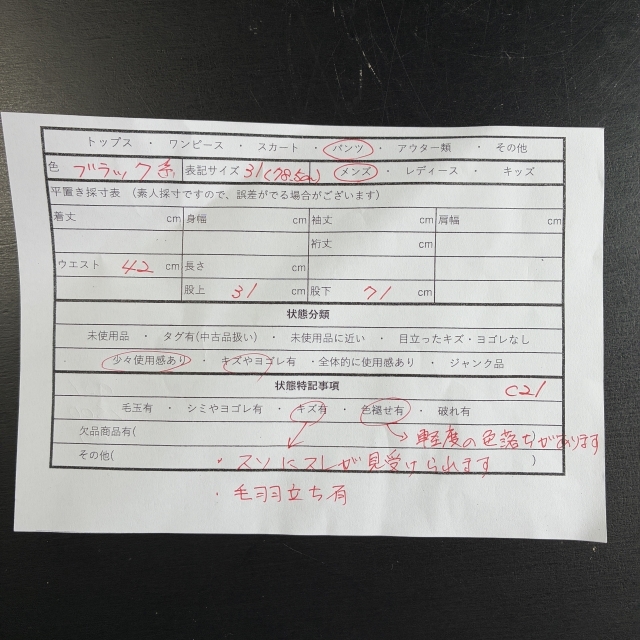 トップス ・ ワンピース ・ スカート ・ パンツ ・ アウター類 ・ その他
色 ブラック系 表記サイズ 31(78.5cm) メンズ ・ レディース ・ キッズ
平置き採寸表 (素人採寸ですので、誤差がでる場合がございます)
着丈 cm 身幅 cm 袖丈 cm 肩幅 cm
裄丈 cm
ウエスト 42 cm 長さ cm
股上 31 cm 股下 71 cm
状態分類
未使用品 ・ タグ有(中古品扱い) ・ 未使用品に近い ・ 目立ったキズ・ヨゴレなし
・ 少々使用感あり ・ キズやヨゴレ有 ・全体的に使用感あり ・ ジャンク品
状態特記事項 C21
毛玉有 ・ シミやヨゴレ有 ・ キズ有 ・ 色褪せ有 ・ 破れ有
欠品商品有( 軽度の色落ちがあります
その他( ・スソにスレが見受けられます )
・毛羽立ち有